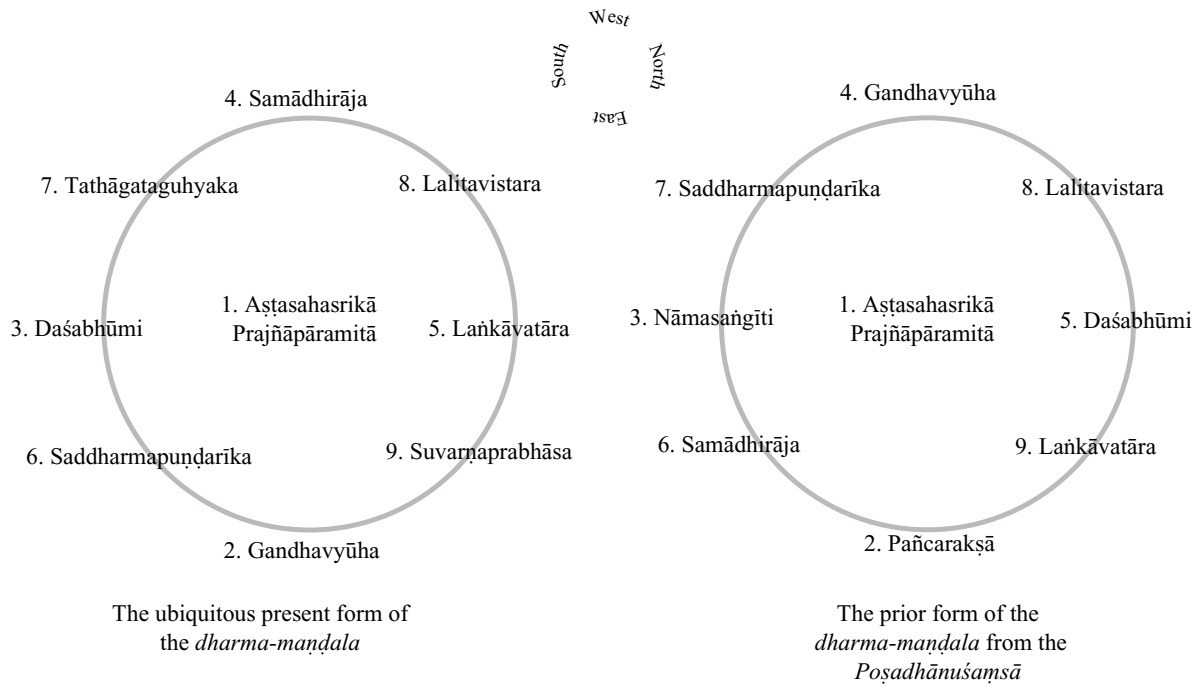 West
South
North
East
4. Samādhirāja
7. Tathāgataguhyaka
8. Lalitavistara
1. Aṣṭasahasrikā
Prajñāpāramitā
3. Daśabhūmi
5. Laṅkāvatāra
6. Saddharmapuṇḍarīka
9. Suvarṇaprabhāsa
2. Gandhavyūha
The ubiquitous present form of
the dharma-maṇḍala
4. Gandhavyūha
7. Saddharmapuṇḍarīka
8. Lalitavistara
1. Aṣṭasahasrikā
Prajñāpāramitā
3. Nāmasaṅgīti
5. Daśabhūmi
6. Samādhirāja
9. Laṅkāvatāra
2. Pañcarakṣā
The prior form of the
dharma-maṇḍala from the
Poṣadhānuśaṃsā